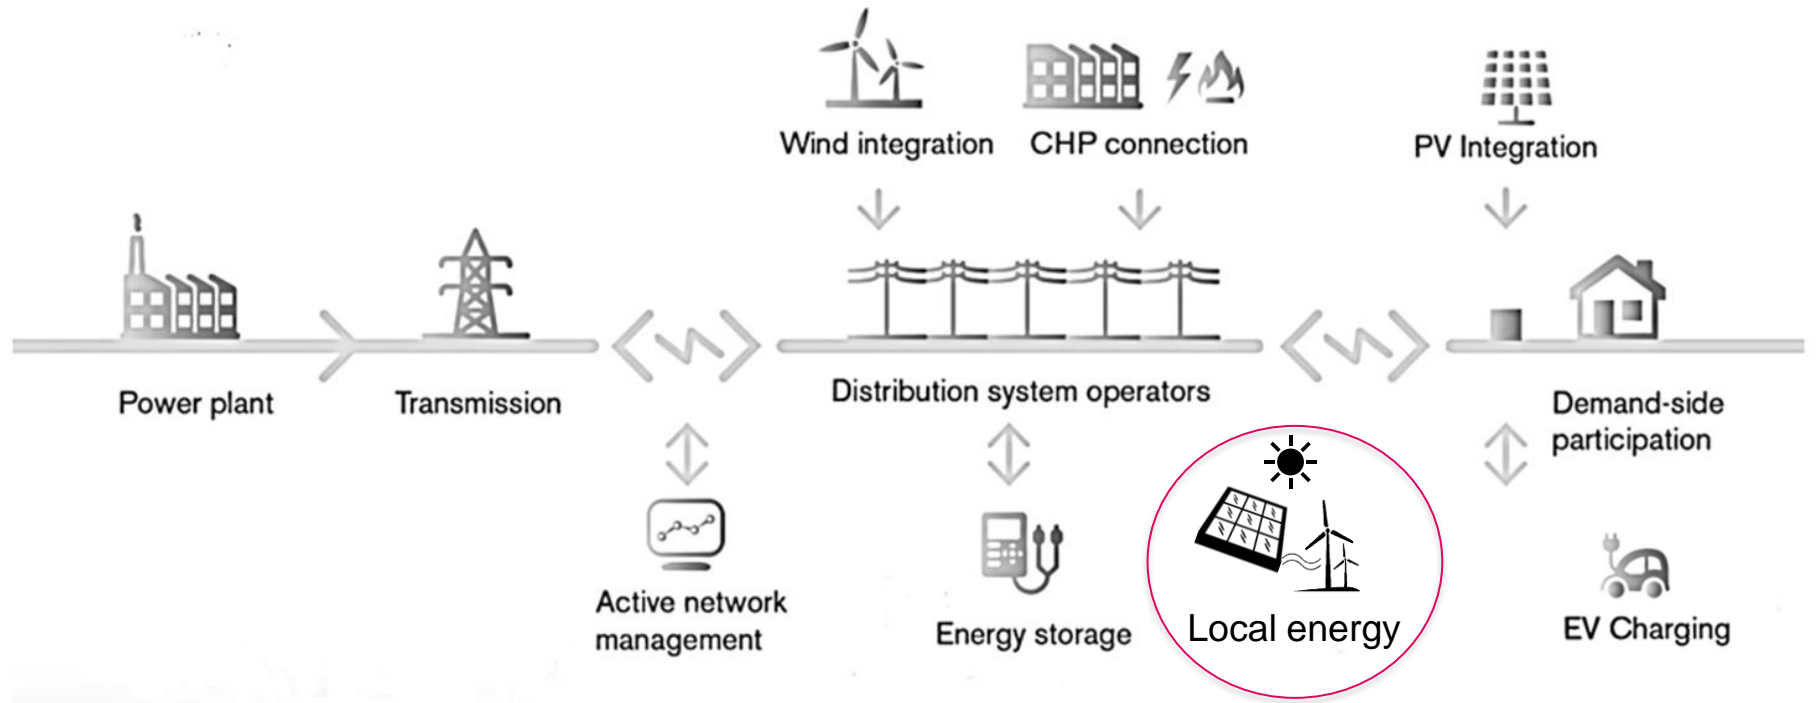 Wind integration
CHP connection
PV Integration
Power plant
Transmission
Distribution system operators
Demand-side
participation
Active network
management
Energy storage
Local energy
EV Charging